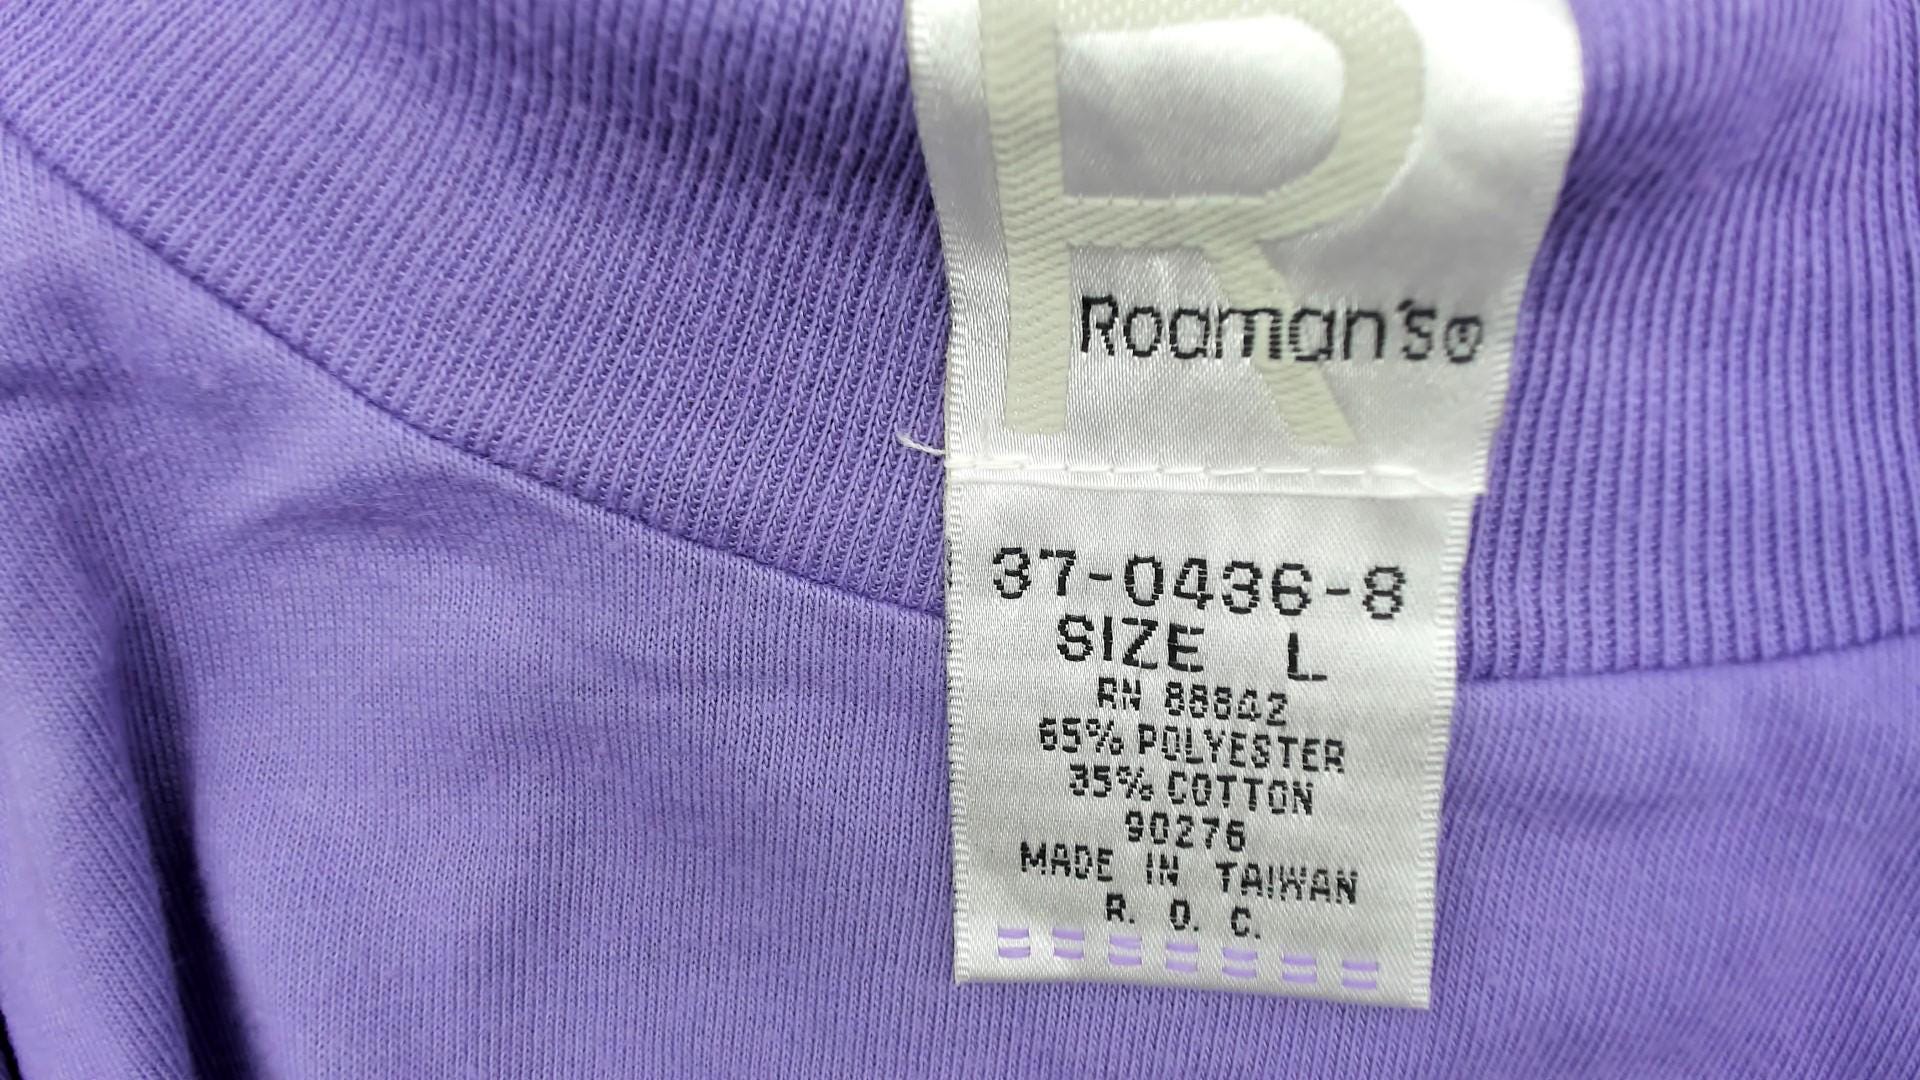 R
Roaman's®
37-0436-8
SIZE L
RN 88842
65% POLYESTER
35% COTTON
90276
MADE IN TAIWAN
R. O. C.